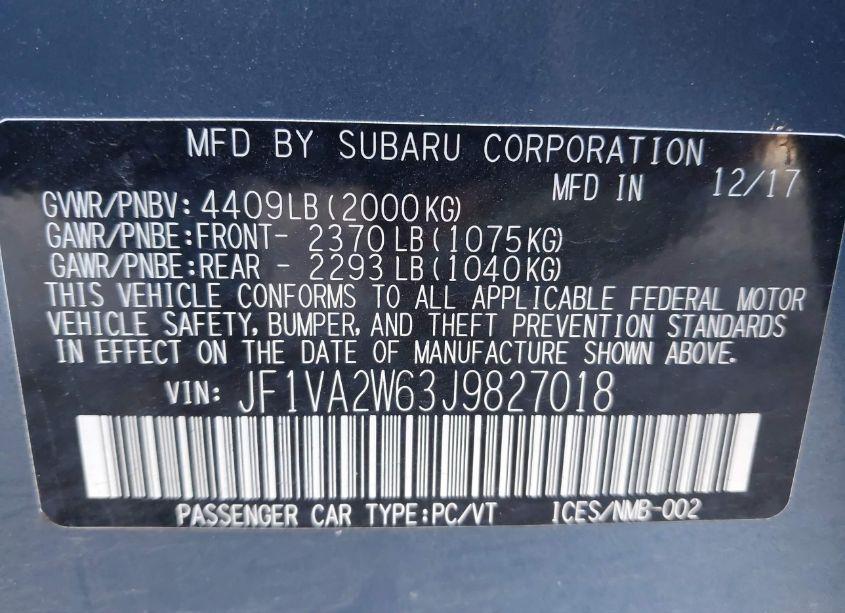 MFD BY SUBARU CORPORATION
MFD IN 12/17
GVWR/PNBV: 4409LB(2000KG)
GAWR/PNBE:FRONT- 2370LB(1075KG)
GAWR/PNBE:REAR - 2293LB(1040KG)
THIS VEHICLE CONFORMS TO ALL APPLICABLE FEDERAL MOTOR
VEHICLE SAFETY, BUMPER, AND THEFT PREVENTION STANDARDS
IN EFFECT ON THE DATE OF MANUFACTURE SHOWN ABOVE.
VIN: JF1VA2W63J9827018
PASSENGER CAR TYPE:PC/VT ICES/NMB-002